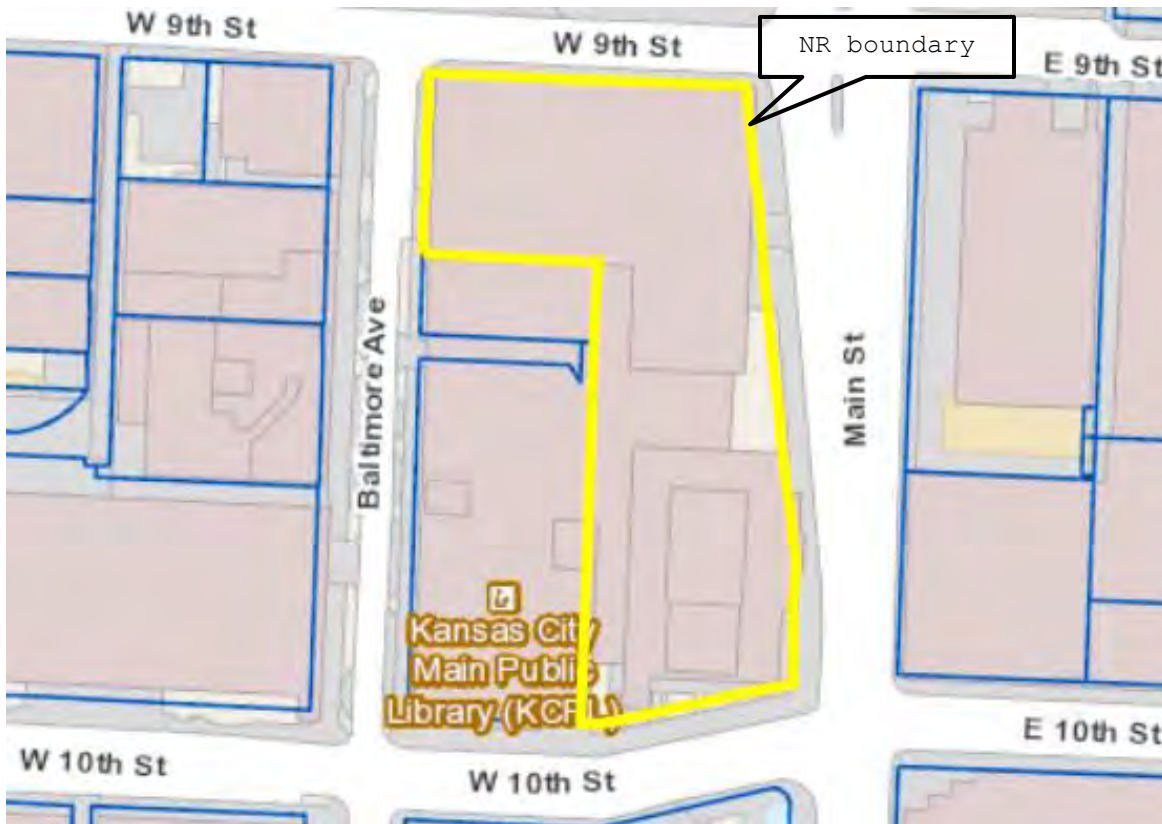 W 9th St
W 9th St
NR boundary
E 9th St
Baltimore Ave
Main St
Kansas City
Main Public
Library (KCPL)
W 10th St
W 10th St
E 10th St